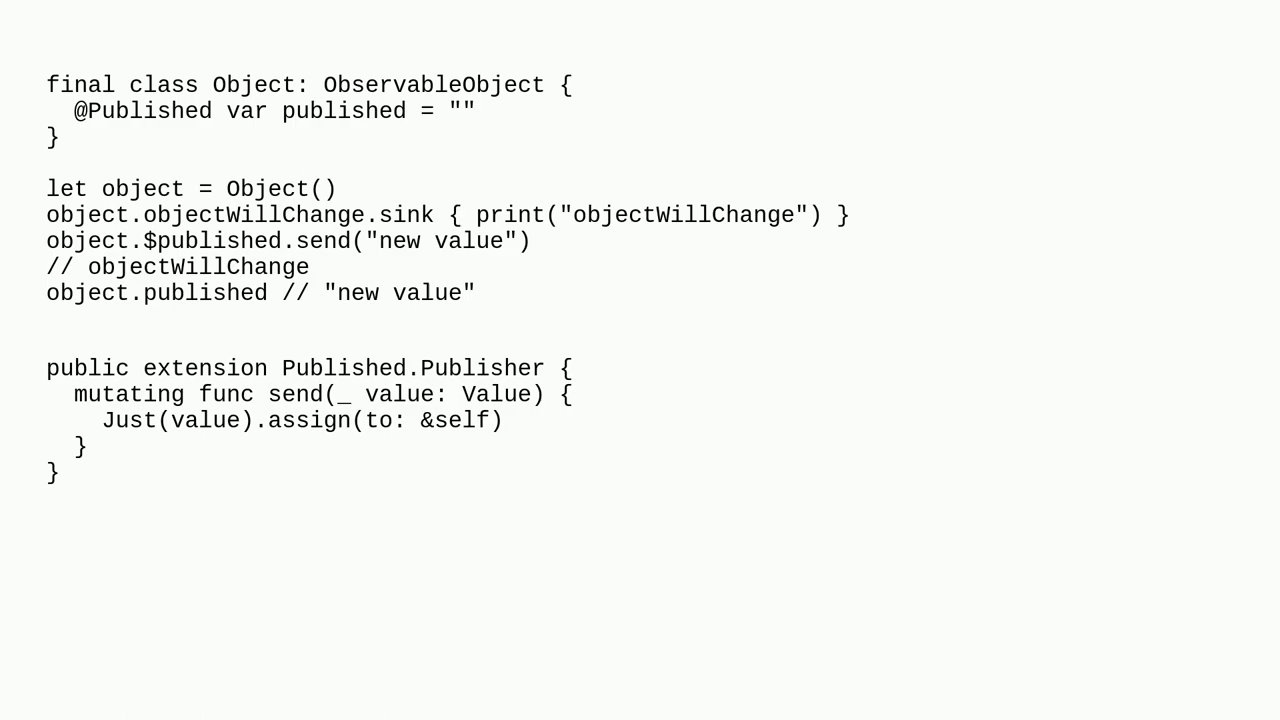 final class Object: ObservableObject {
  @Published var published = ""
}
let object = Object()
object.objectWillChange.sink { print("objectWillChange") }
object.$published.send("new value")
// objectWillChange
object.published // "new value"
public extension Published.Publisher {
  mutating func send(_ value: Value) {
    Just(value).assign(to: &self)
  }
}